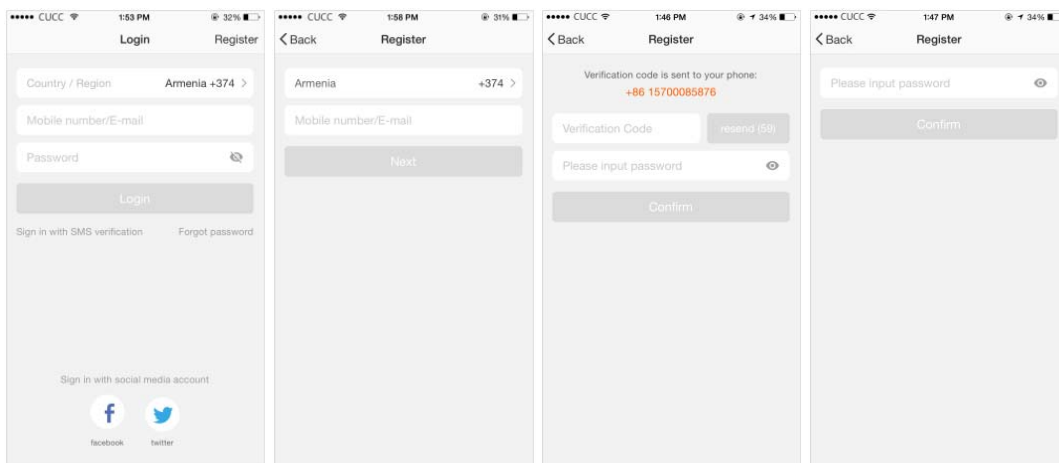 CUCC 1:53 PM 32%
Login Register
Country / Region Armenia +374
Mobile number/E-mail
Password
Login
Sign in with SMS verification Forgot password
Sign in with social media account
facebook twitter
CUCC 1:58 PM 31%
Back Register
Armenia +374
Mobile number/E-mail
Next
CUCC 1:46 PM 34%
Back Register
Verification code is sent to your phone:
+86 15700085876
Verification Code resend (59)
Please input password
Confirm
CUCC 1:47 PM 34%
Back Register
Please input password
Confirm